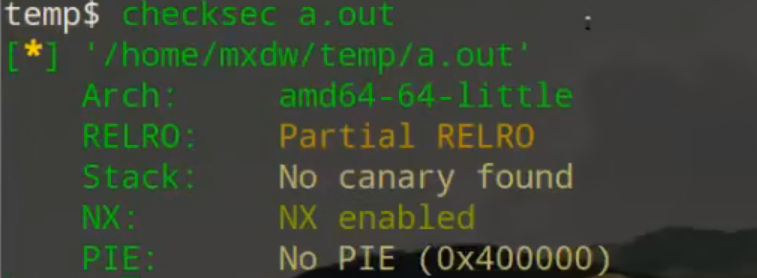 temp$ checksec a.out
[*] '/home/mxdw/temp/a.out'
Arch: amd64-64-little
RELRO: Partial RELRO
Stack: No canary found
NX: NX enabled
PIE: No PIE (0x400000)